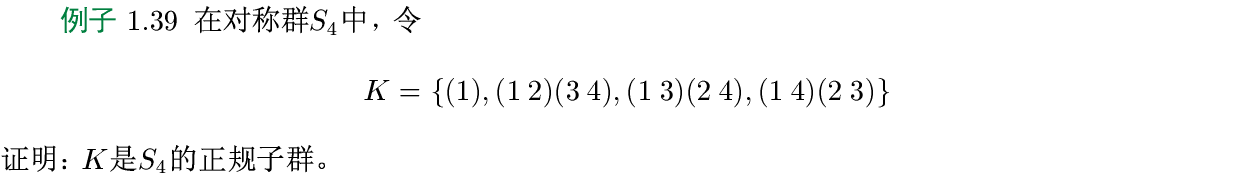 例子 1.39 在对称群S₄中，令
K = {(1), (1 2)(3 4), (1 3)(2 4), (1 4)(2 3)}
证明：K是S₄的正规子群。